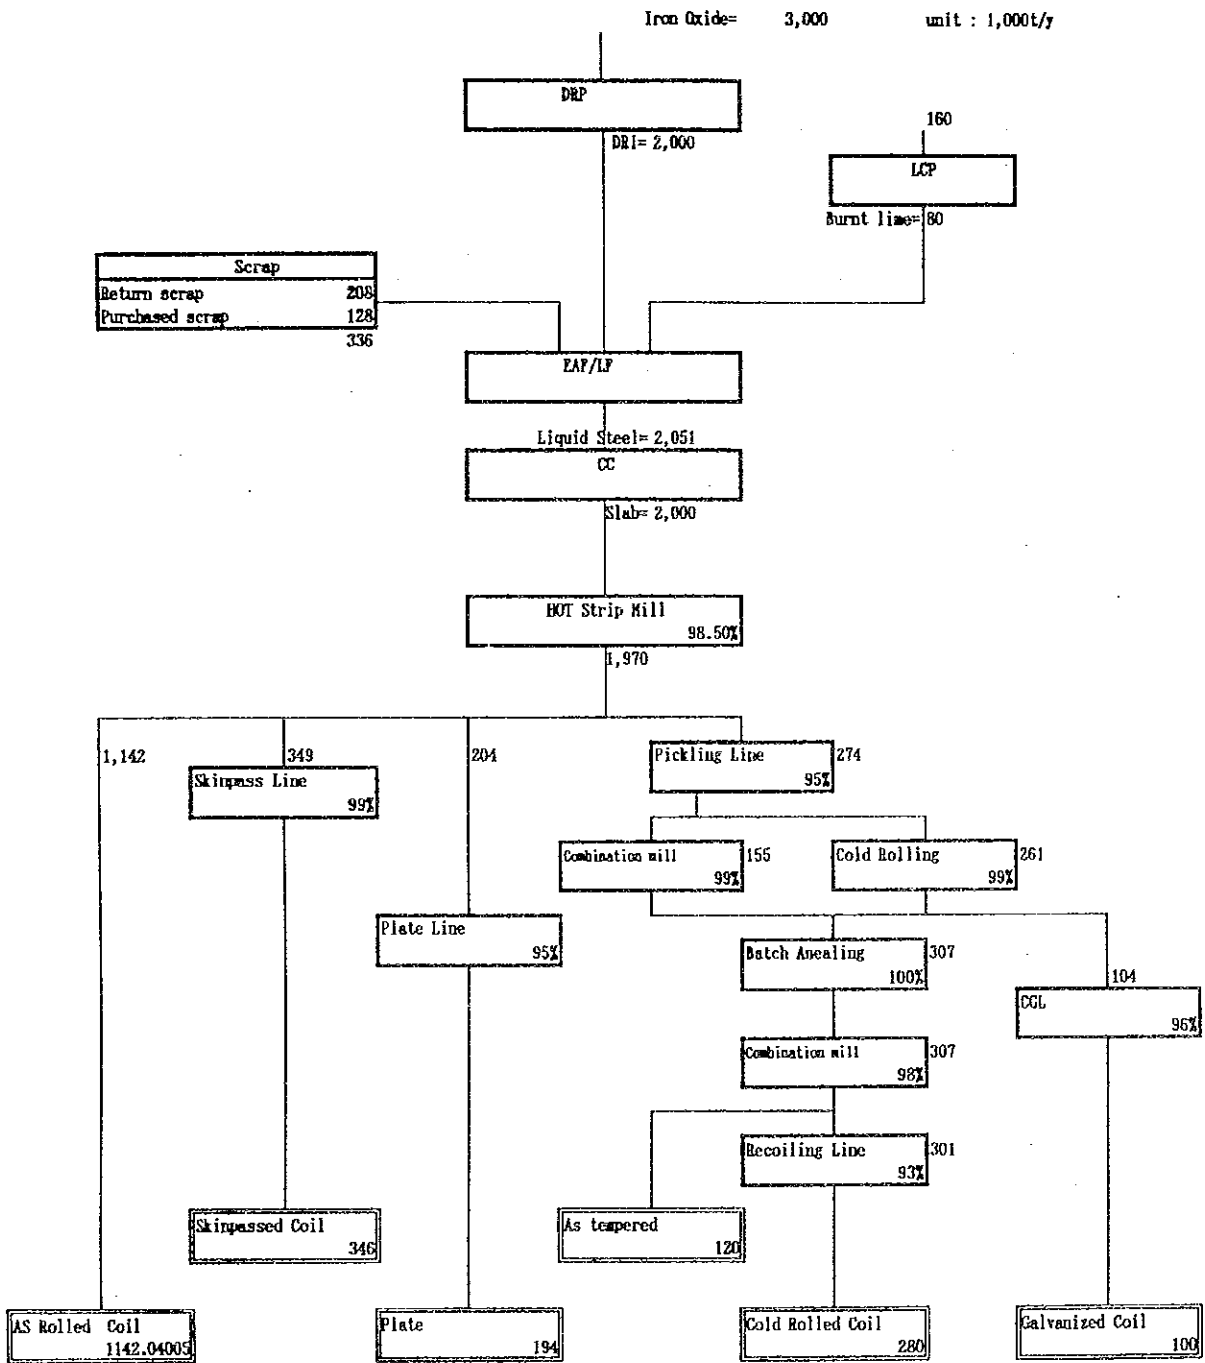 Iron Oxide= 3,000 unit : 1,000t/y
DRP
DRI= 2,000
160
LCP
Burnt lime= 80
Scrap
Return scrap 208
Purchased scrap 128
336
EAF/LF
Liquid Steel= 2,051
CC
Slab= 2,000
HOT Strip Mill
98.50%
1,970
1,142
349
204
Pickling Line
95%
274
Skinpass Line
99%
Combination mill
99%
155
Cold Rolling
99%
261
Plate Line
95%
Batch Anealing
100%
307
104
CGL
96%
Combination mill
98%
307
Recoiling Line
93%
301
Skinpassed Coil
346
As tempered
120
AS Rolled Coil
1142.04005
Plate
194
Cold Rolled Coil
280
Galvanized Coil
100